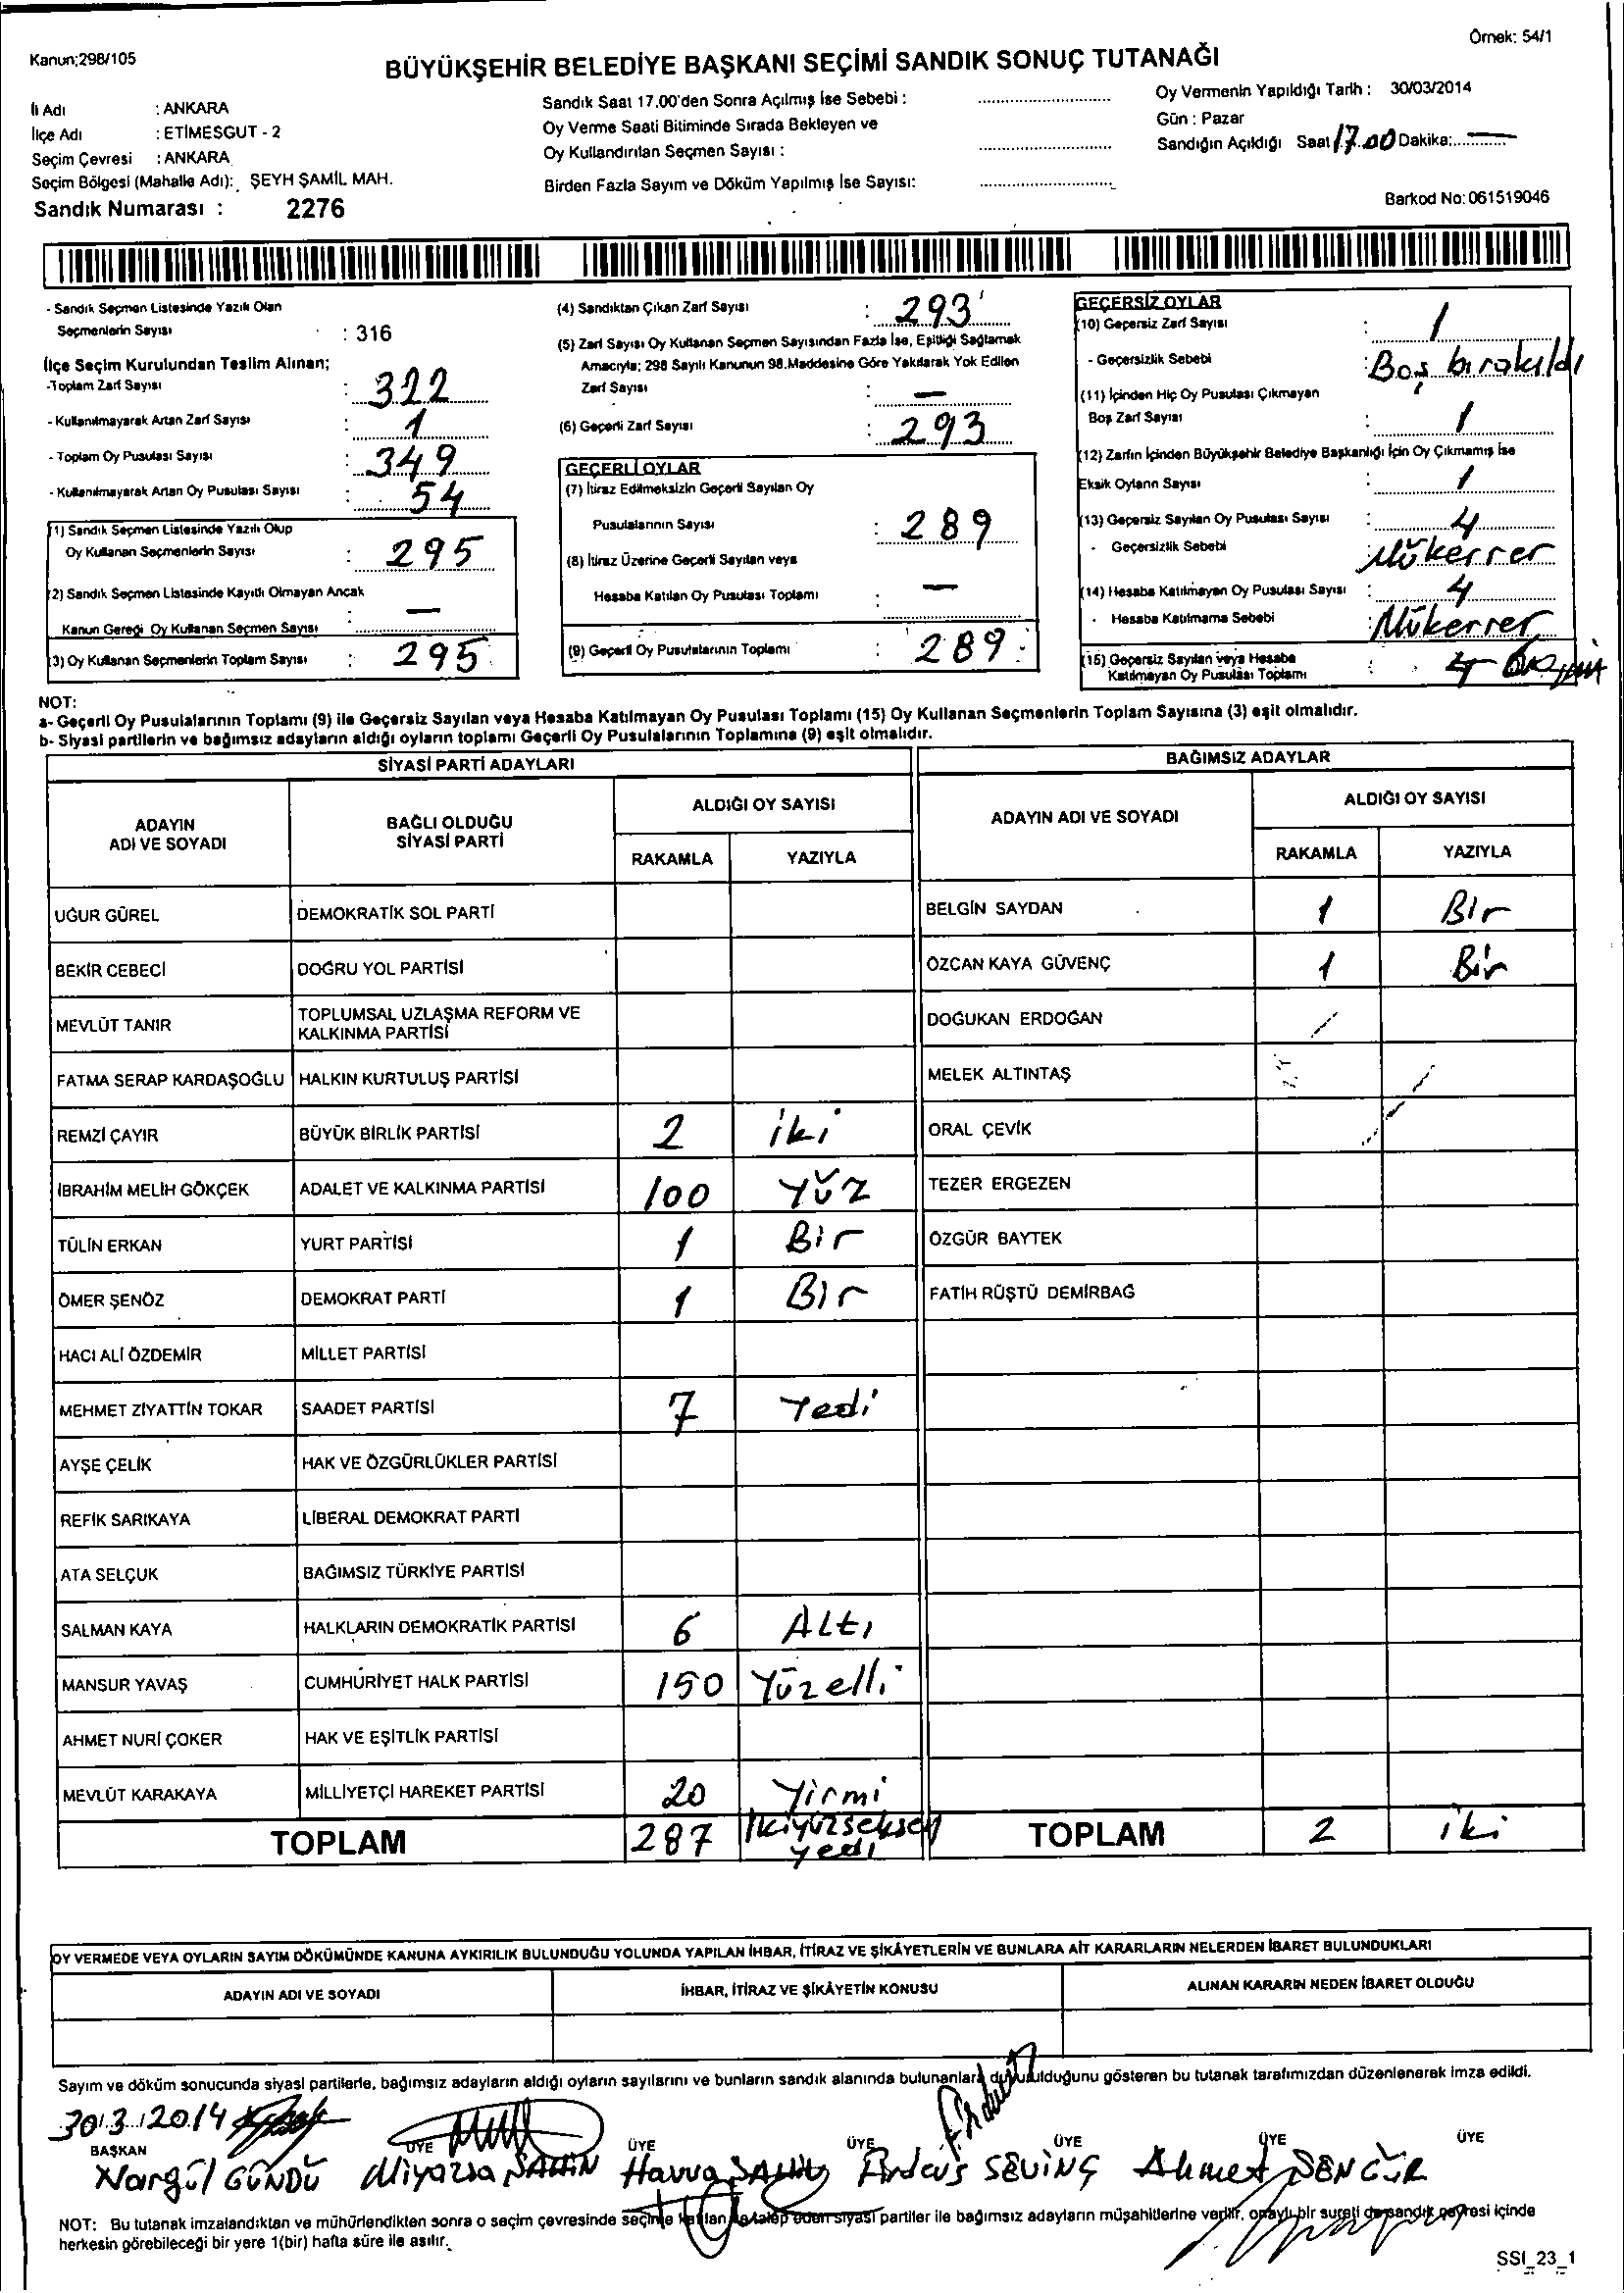 Kanun;298/105
Örnek: 54/1
BÜYÜKŞEHİR BELEDİYE BAŞKANI SEÇİMİ SANDIK SONUÇ TUTANAĞI
İl Adı : ANKARA
İlçe Adı : ETİMESGUT - 2
Seçim Çevresi : ANKARA
Seçim Bölgesi (Mahalle Adı): ŞEYH ŞAMİL MAH.
Sandık Numarası : 2276
Sandık Saat 17.00'den Sonra Açılmış İse Sebebi :
Oy Verme Saati Bitiminde Sırada Bekleyen ve
Oy Kullandırılan Seçmen Sayısı :
Birden Fazla Sayım ve Döküm Yapılmış İse Sayısı:
Oy Vermenin Yapıldığı Tarih : 30/03/2014
Gün : Pazar
Sandığın Açıldığı Saat 17.00 Dakika:
Barkod No: 061519046
- Sandık Seçmen Listesinde Yazılı Olan
Seçmenlerin Sayısı : 316
İlçe Seçim Kurulundan Teslim Alınan;
-Toplam Zarf Sayısı : 322
- Kullanılmayarak Artan Zarf Sayısı : 1
- Toplam Oy Pusulası Sayısı : 349
- Kullanılmayarak Artan Oy Pusulası Sayısı : 54
(1) Sandık Seçmen Listesinde Yazılı Olup
Oy Kullanan Seçmenlerin Sayısı : 295
(2) Sandık Seçmen Listesinde Kayıtlı Olmayan Ancak
Kanun Gereği Oy Kullanan Seçmen Sayısı : —
(3) Oy Kullanan Seçmenlerin Toplam Sayısı : 295
(4) Sandıktan Çıkan Zarf Sayısı : 293
(5) Zarf Sayısı Oy Kullanan Seçmen Sayısından Fazla İse, Eşitliği Sağlamak
Amacıyla; 298 Sayılı Kanunun 98.Maddesine Göre Yakılarak Yok Edilen
Zarf Sayısı : —
(6) Geçerli Zarf Sayısı : 293
GEÇERLİ OYLAR
(7) İtiraz Edilmeksizin Geçerli Sayılan Oy
Pusulalarının Sayısı : 289
(8) İtiraz Üzerine Geçerli Sayılan veya
Hesaba Katılan Oy Pusulası Toplamı : —
(9) Geçerli Oy Pusulalarının Toplamı : 289
GEÇERSİZ OYLAR
(10) Geçersiz Zarf Sayısı : 1
- Geçersizlik Sebebi : Boş bırakıldı
(11) İçinden Hiç Oy Pusulası Çıkmayan
Boş Zarf Sayısı : 1
(12) Zarfın İçinden Büyükşehir Belediye Başkanlığı İçin Oy Çıkmamış İse
Eksik Oyların Sayısı : 1
(13) Geçersiz Sayılan Oy Pusulası Sayısı : 4
- Geçersizlik Sebebi Mükerrer
(14) Hesaba Katılmayan Oy Pusulası Sayısı : 4
- Hesaba Katılmama Sebebi : Mükerrer
(15) Geçersiz Sayılan veya Hesaba
Katılmayan Oy Pusulası Toplamı : 4
NOT:
a- Geçerli Oy Pusulalarının Toplamı (9) ile Geçersiz Sayılan veya Hesaba Katılmayan Oy Pusulası Toplamı (15) Oy Kullanan Seçmenlerin Toplam Sayısına (3) eşit olmalıdır.
b- Siyasi partilerin ve bağımsız adayların aldığı oyların toplamı Geçerli Oy Pusulalarının Toplamına (9) eşit olmalıdır.
SİYASİ PARTİ ADAYLARI
BAĞIMSIZ ADAYLAR
ADAYIN
ADI VE SOYADI
BAĞLI OLDUĞU
SİYASİ PARTİ
ALDIĞI OY SAYISI
RAKAMLA YAZIYLA
ADAYIN ADI VE SOYADI
ALDIĞI OY SAYISI
RAKAMLA YAZIYLA
UĞUR GÜREL DEMOKRATİK SOL PARTİ
BELGİN SAYDAN 1 Bir
BEKİR CEBECİ DOĞRU YOL PARTİSİ
ÖZCAN KAYA GÜVENÇ 1 Bir
MEVLÜT TANIR TOPLUMSAL UZLAŞMA REFORM VE
KALKINMA PARTİSİ
DOĞUKAN ERDOĞAN
FATMA SERAP KARDAŞOĞLU HALKIN KURTULUŞ PARTİSİ
MELEK ALTINTAŞ
REMZİ ÇAYIR BÜYÜK BİRLİK PARTİSİ 2 iki
ORAL ÇEVİK
İBRAHİM MELİH GÖKÇEK ADALET VE KALKINMA PARTİSİ 100 Yüz
TEZER ERGEZEN
TÜLİN ERKAN YURT PARTİSİ 1 Bir
ÖZGÜR BAYTEK
ÖMER ŞENÖZ DEMOKRAT PARTİ 1 Bir
FATİH RÜŞTÜ DEMİRBAĞ
HACI ALİ ÖZDEMİR MİLLET PARTİSİ
MEHMET ZİYATTİN TOKAR SAADET PARTİSİ 7 Yedi
AYŞE ÇELİK HAK VE ÖZGÜRLÜKLER PARTİSİ
REFİK SARIKAYA LİBERAL DEMOKRAT PARTİ
ATA SELÇUK BAĞIMSIZ TÜRKİYE PARTİSİ
SALMAN KAYA HALKLARIN DEMOKRATİK PARTİSİ 6 Altı
MANSUR YAVAŞ CUMHURİYET HALK PARTİSİ 150 Yüzelli
AHMET NURİ ÇOKER HAK VE EŞİTLİK PARTİSİ
MEVLÜT KARAKAYA MİLLİYETÇİ HAREKET PARTİSİ 20 Yirmi
TOPLAM 287 İkiyüzseksen
yedi
TOPLAM 2 iki
OY VERMEDE VEYA OYLARIN SAYIM DÖKÜMÜNDE KANUNA AYKIRILIK BULUNDUĞU YOLUNDA YAPILAN İHBAR, İTİRAZ VE ŞİKÂYETLERİN VE BUNLARA AİT KARARLARIN NELERDEN İBARET BULUNDUKLARI
ADAYIN ADI VE SOYADI İHBAR, İTİRAZ VE ŞİKÂYETİN KONUSU ALINAN KARARIN NEDEN İBARET OLDUĞU
Sayım ve döküm sonucunda siyasi partilerle, bağımsız adayların aldığı oyların sayılarını ve bunların sandık alanında bulunanlara duyurulduğunu gösteren bu tutanak tarafımızdan düzenlenerek imza edildi.
30/3/2014
BAŞKAN ÜYE ÜYE ÜYE ÜYE ÜYE ÜYE
Nargül GÜNDÜ Niyazia ŞAHİN Havva ŞAHİN Erdinç SEVİNÇ Ahmet ŞENGÜR
NOT: Bu tutanak imzalandıktan ve mühürlendikten sonra o seçim çevresinde seçime katılan ve talep eden siyasi partiler ile bağımsız adayların müşahitlerine verilir, onaylı bir sureti de sandık çevresi içinde
herkesin görebileceği bir yere 1(bir) hafta süre ile asılır.
SSI_23_1